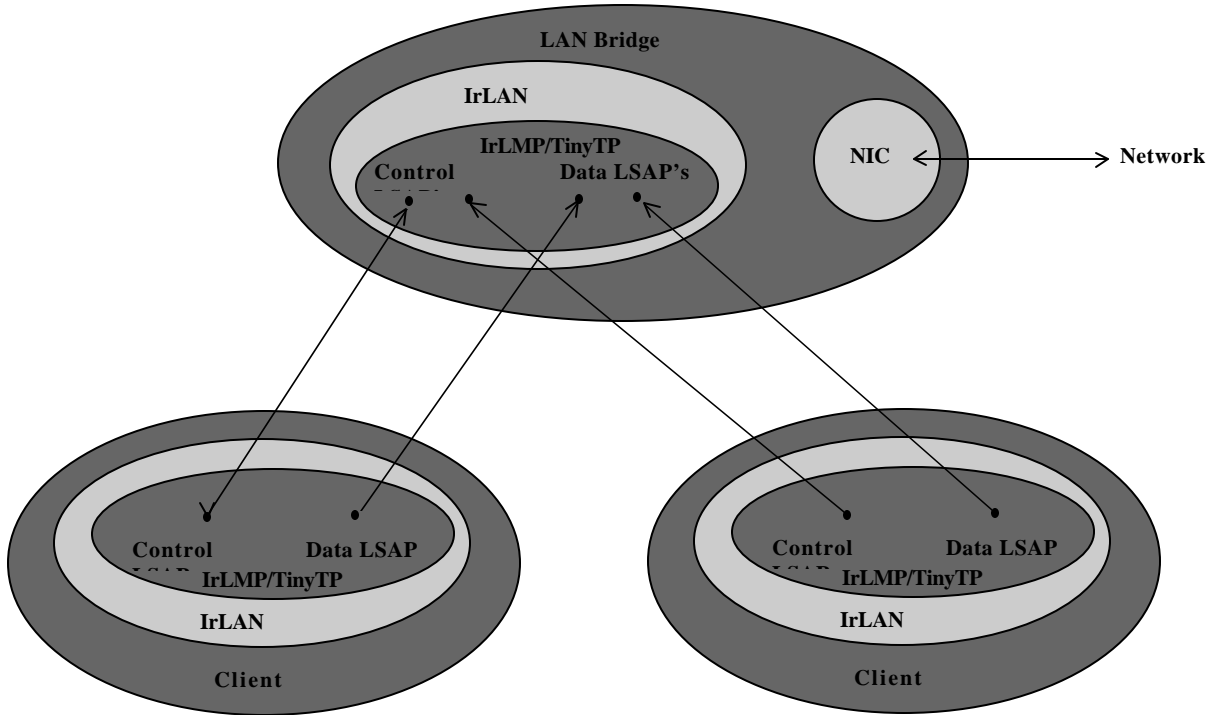 LAN Bridge
IrLAN
IrLMP/TinyTP
Control
Data LSAP's
NIC
Network
Control
Data LSAP
IrLMP/TinyTP
IrLAN
Client
Control
Data LSAP
IrLMP/TinyTP
IrLAN
Client